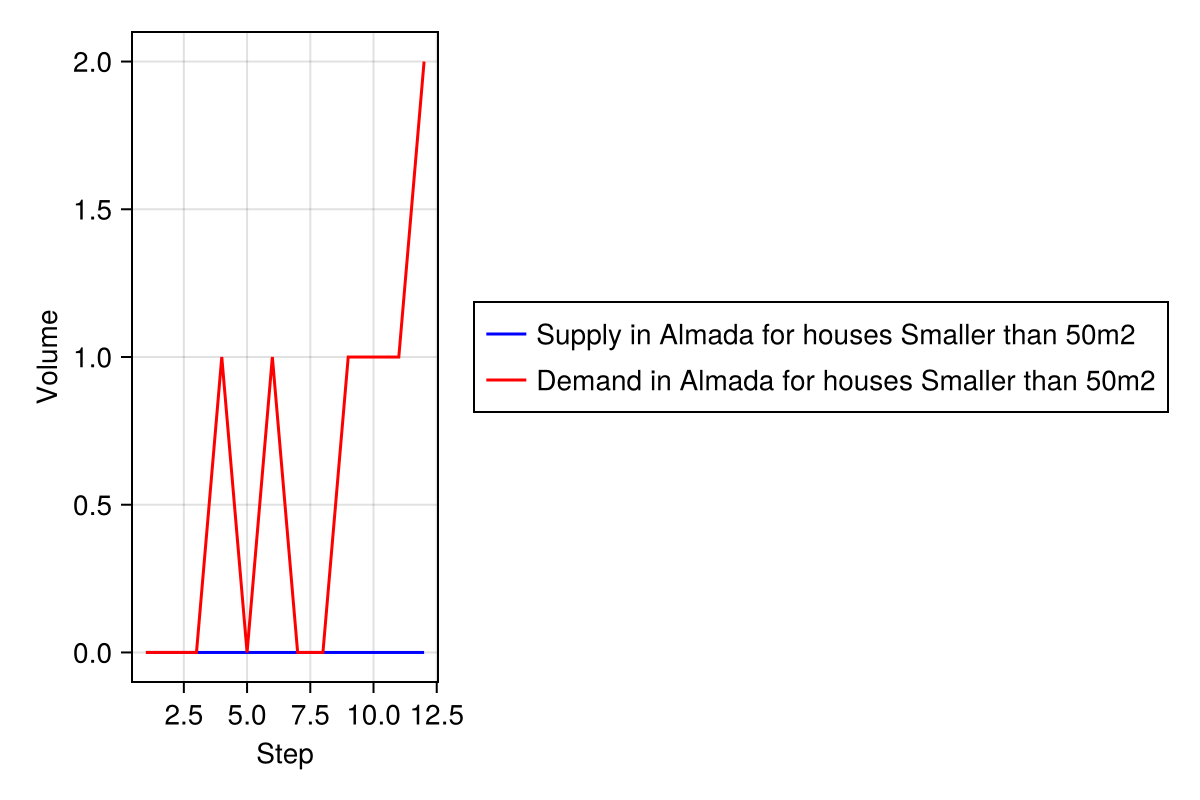 2.0
1.5
1.0
0.5
0.0
Volume
2.5 5.0 7.5 10.0 12.5
Step
Supply in Almada for houses Smaller than 50m2
Demand in Almada for houses Smaller than 50m2